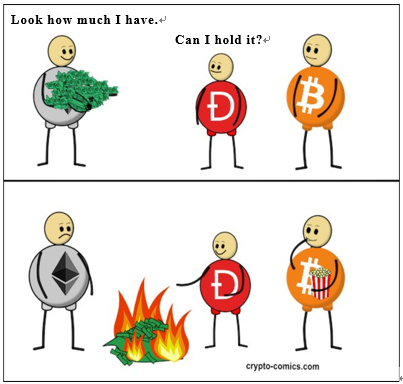 Look how much I have.
Can I hold it?
Ð
₿
Ð
₿
crypto-comics.com